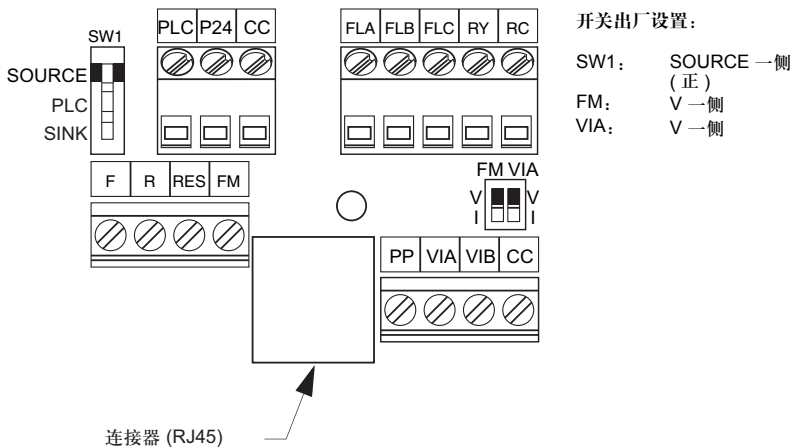 SW1
PLC P24 CC
FLA FLB FLC RY RC
SOURCE
PLC
SINK
F R RES FM
FM VIA
V V
I I
PP VIA VIB CC
连接器 (RJ45)
开关出厂设置：
SW1： SOURCE 一侧
( 正 )
FM： V 一侧
VIA： V 一侧